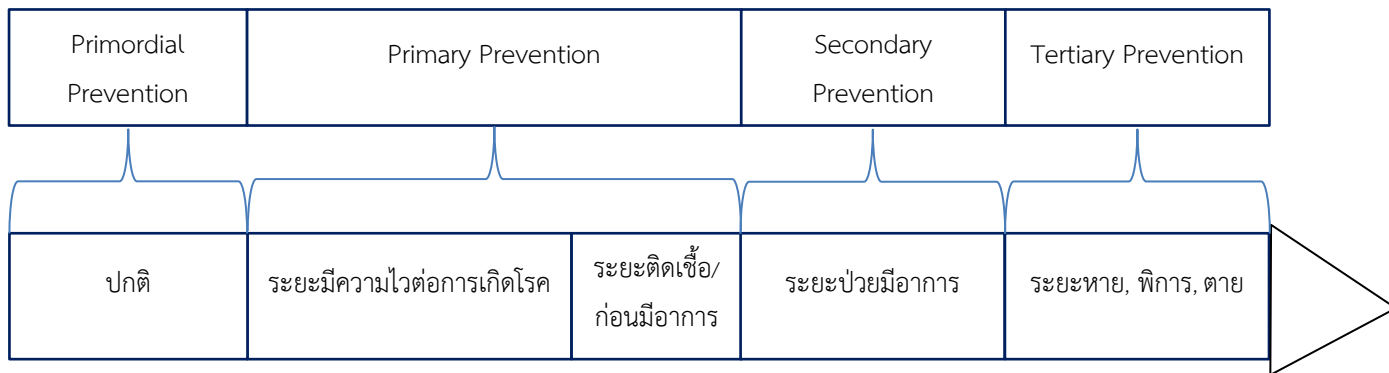 Primordial
Prevention
Primary Prevention
Secondary
Prevention
Tertiary Prevention
ปกติ
ระยะมีความไวต่อการเกิดโรค
ระยะติดเชื้อ/
ก่อนมีอาการ
ระยะป่วยมีอาการ
ระยะหาย, พิการ, ตาย